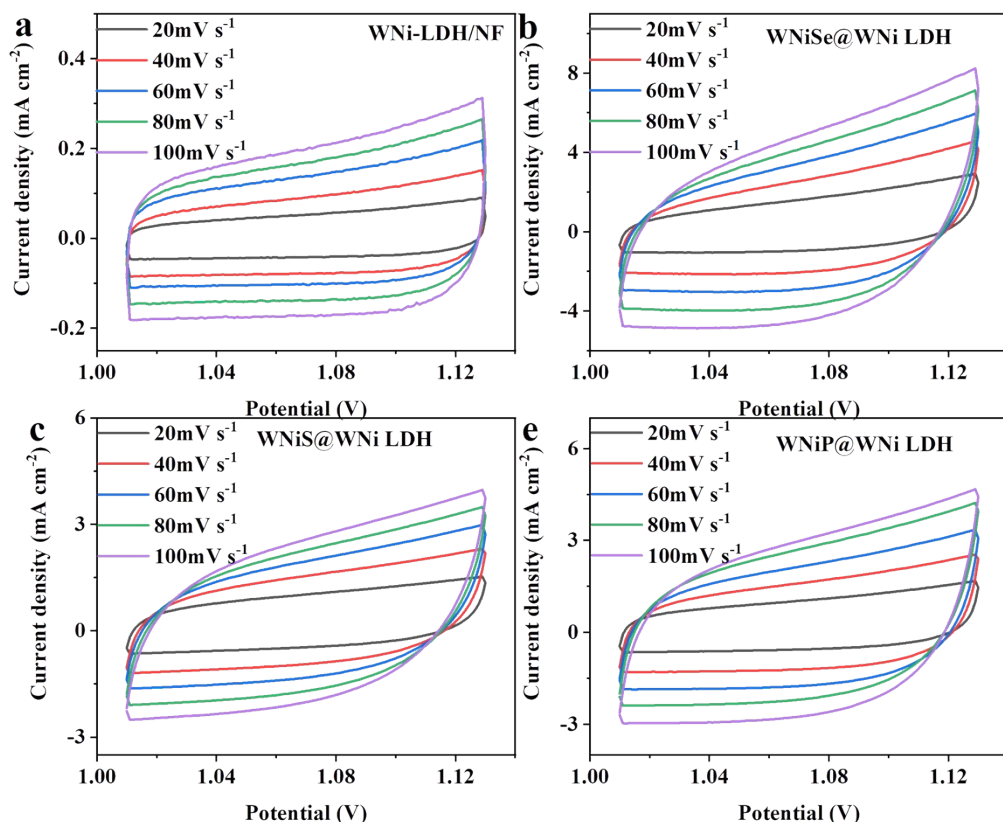 a
WNi-LDH/NF
20mV s-1
40mV s-1
60mV s-1
80mV s-1
100mV s-1
Current density (mA cm-2)
0.4
0.2
0.0
-0.2
1.00
1.04
1.08
1.12
Potential (V)
b
WNiSe@WNi LDH
20mV s-1
40mV s-1
60mV s-1
80mV s-1
100mV s-1
Current density (mA cm-2)
8
4
0
-4
1.00
1.04
1.08
1.12
Potential (V)
c
WNiS@WNi LDH
20mV s-1
40mV s-1
60mV s-1
80mV s-1
100mV s-1
Current density (mA cm-2)
6
3
0
-3
1.00
1.04
1.08
1.12
Potential (V)
e
WNiP@WNi LDH
20mV s-1
40mV s-1
60mV s-1
80mV s-1
100mV s-1
Current density (mA cm-2)
6
3
0
-3
1.00
1.04
1.08
1.12
Potential (V)